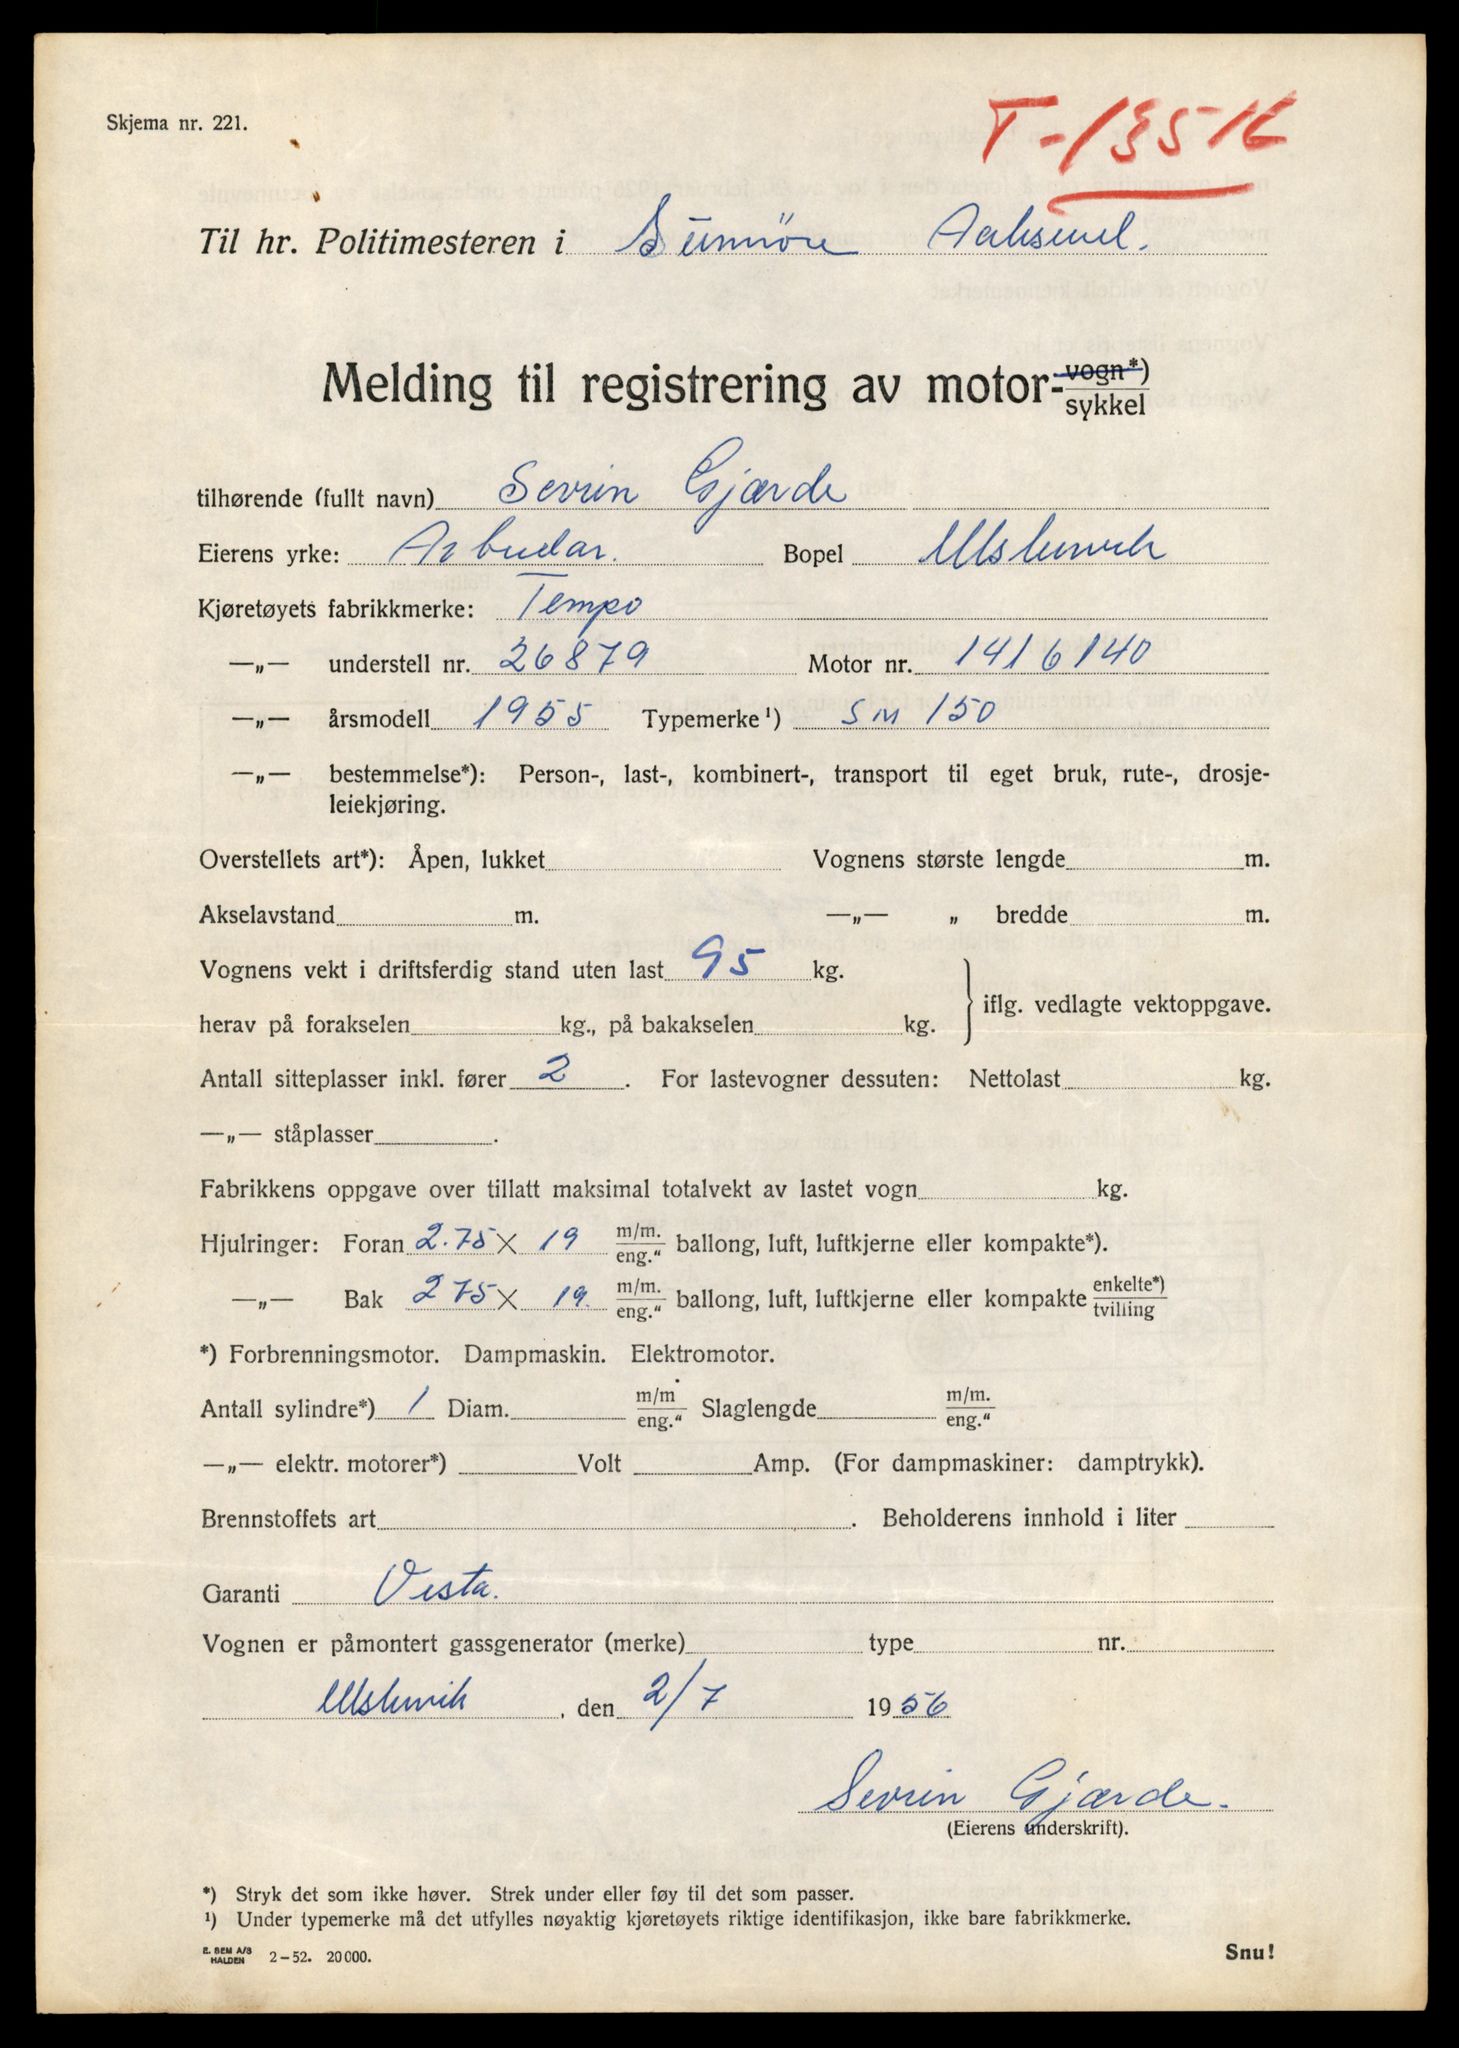 Skjema nr. 221.
T-13516
Til hr. Politimesteren i Sunnöre Aalesund.
Melding til registrering av motor- vogn*) sykkel
tilhørende (fullt navn) Sevrin Gjærde
Eierens yrke: Arbeidar. Bopel Ulsteinvik
Kjøretøyets fabrikkmerke: Tempo
—„— understell nr. 26879 Motor nr. 1416140
—„— årsmodell 1955 Typemerke¹) SM 150
—„— bestemmelse*): Person-, last-, kombinert-, transport til eget bruk, rute-, drosje-
leiekjøring.
Overstellets art*): Åpen, lukket Vognens største lengde m.
Akselavstand m. —„— „ bredde m.
Vognens vekt i driftsferdig stand uten last 95 kg.
iflg. vedlagte vektoppgave.
herav på forakselen kg., på bakakselen kg.
Antall sitteplasser inkl. fører 2. For lastevogner dessuten: Nettolast kg.
—„— ståplasser.
Fabrikkens oppgave over tillatt maksimal totalvekt av lastet vogn kg.
Hjulringer: Foran 2.75 X 19 m/m. eng." ballong, luft, luftkjerne eller kompakte*).
—„— Bak 275 X 19. m/m. eng." ballong, luft, luftkjerne eller kompakte enkelte*) tvilling
*) Forbrenningsmotor. Dampmaskin. Elektromotor.
Antall sylindre*) 1 Diam. m/m eng." Slaglengde m/m. eng."
—„— elektr. motorer*) Volt Amp. (For dampmaskiner: damptrykk).
Brennstoffets art. Beholderens innhold i liter
Garanti Vesta.
Vognen er påmontert gassgenerator (merke) type nr.
Ulsteinvik, den 2/7 1956
Sevrin Gjærde.
(Eierens underskrift).
*) Stryk det som ikke høver. Strek under eller føy til det som passer.
¹) Under typemerke må det utfylles nøyaktig kjøretøyets riktige identifikasjon, ikke bare fabrikkmerke.
E. SEM A/S HALDEN 2-52. 20000.
Snu!